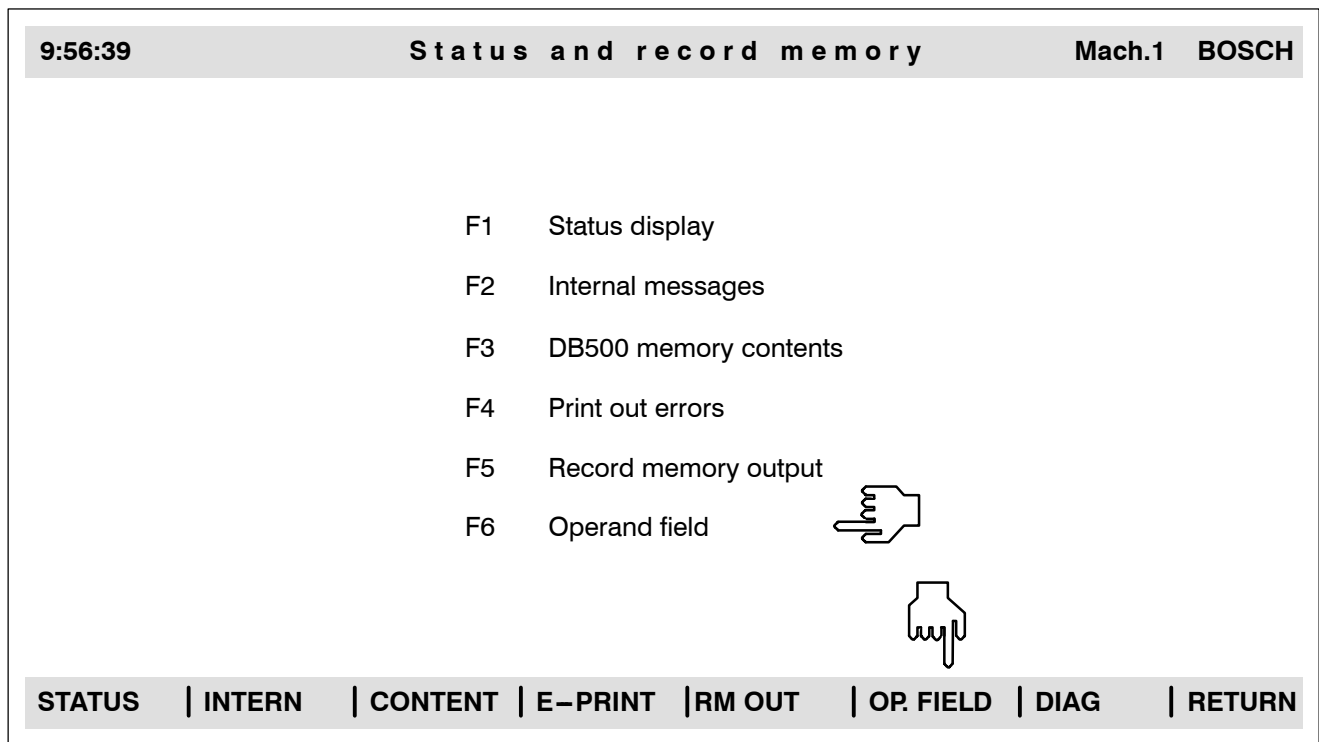 9:56:39 Status and record memory Mach.1 BOSCH
F1 Status display
F2 Internal messages
F3 DB500 memory contents
F4 Print out errors
F5 Record memory output
F6 Operand field
STATUS | INTERN | CONTENT | E–PRINT | RM OUT | OP. FIELD | DIAG | RETURN